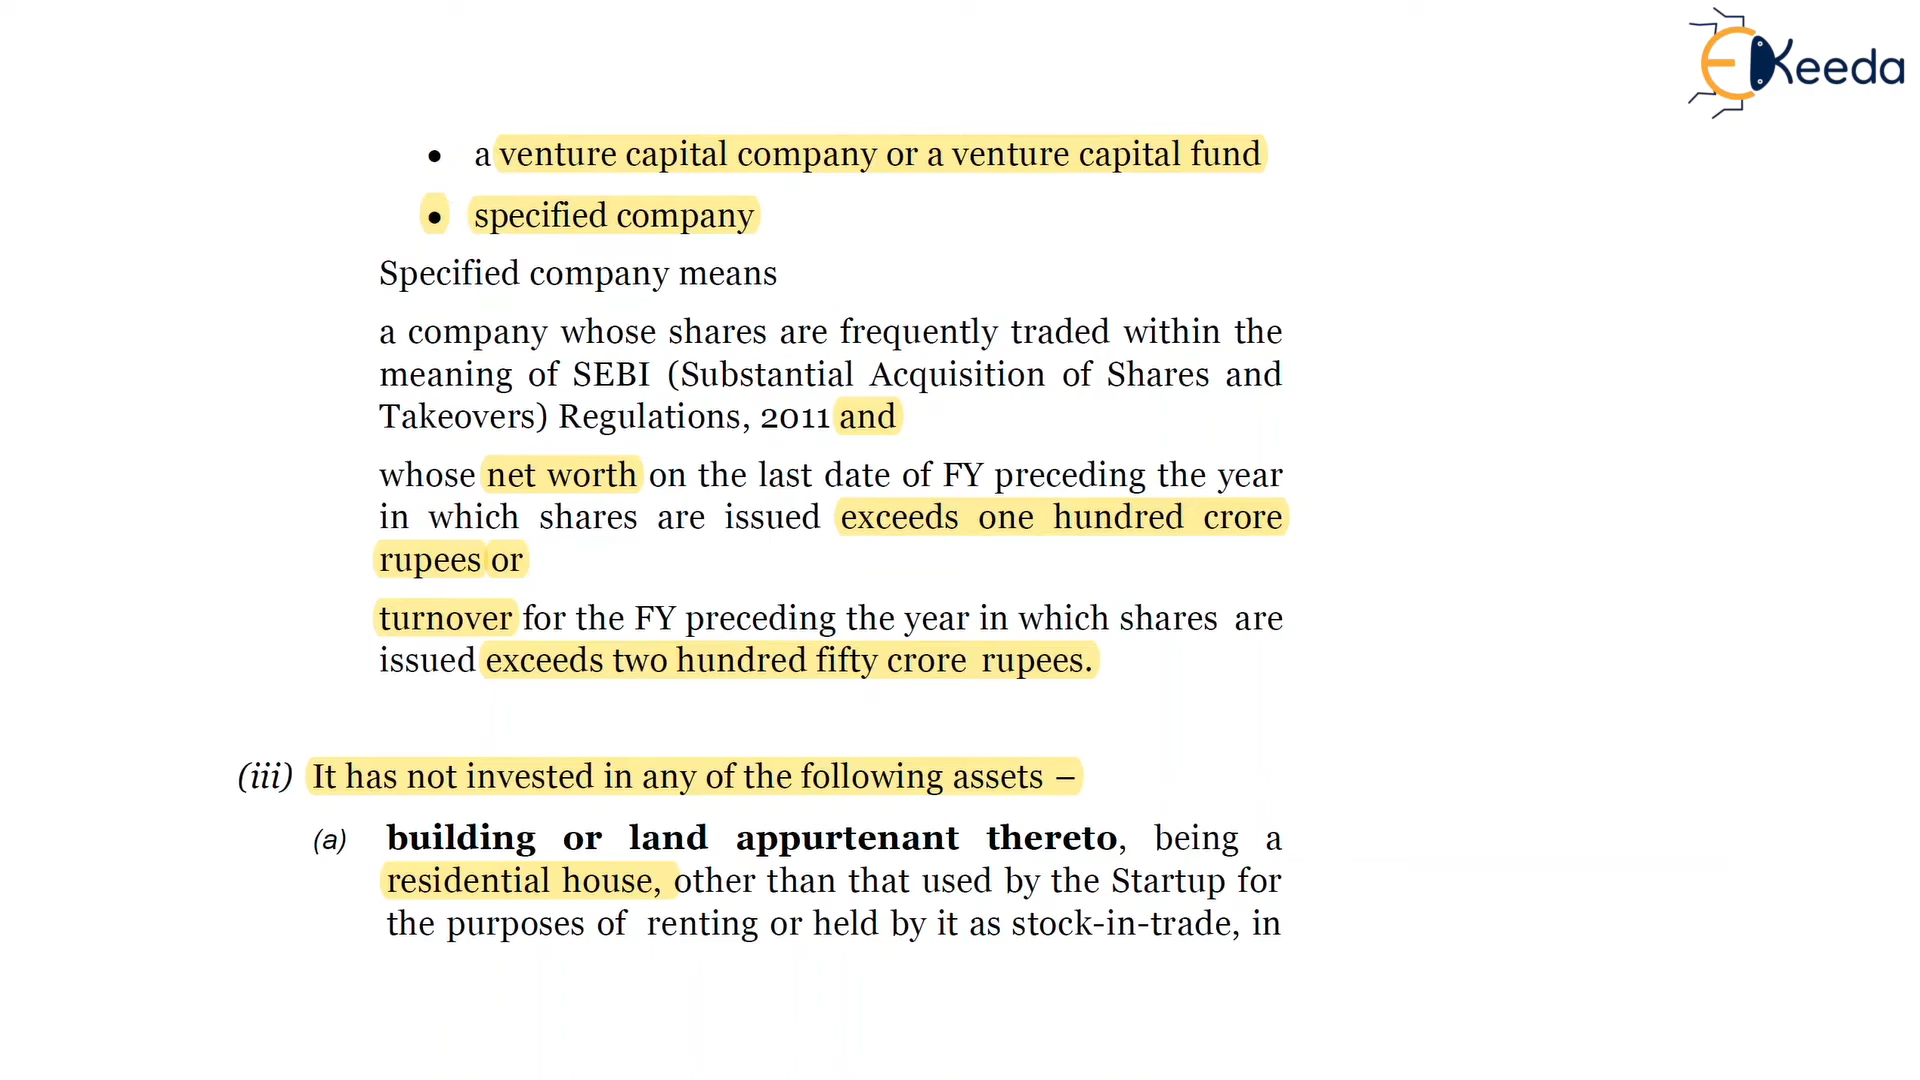 EKeeda
• a venture capital company or a venture capital fund
• specified company
Specified company means
a company whose shares are frequently traded within the
meaning of SEBI (Substantial Acquisition of Shares and
Takeovers) Regulations, 2011 and
whose net worth on the last date of FY preceding the year
in which shares are issued exceeds one hundred crore
rupees or
turnover for the FY preceding the year in which shares are
issued exceeds two hundred fifty crore rupees.
(iii) It has not invested in any of the following assets –
(a) building or land appurtenant thereto, being a
residential house, other than that used by the Startup for
the purposes of renting or held by it as stock-in-trade, in